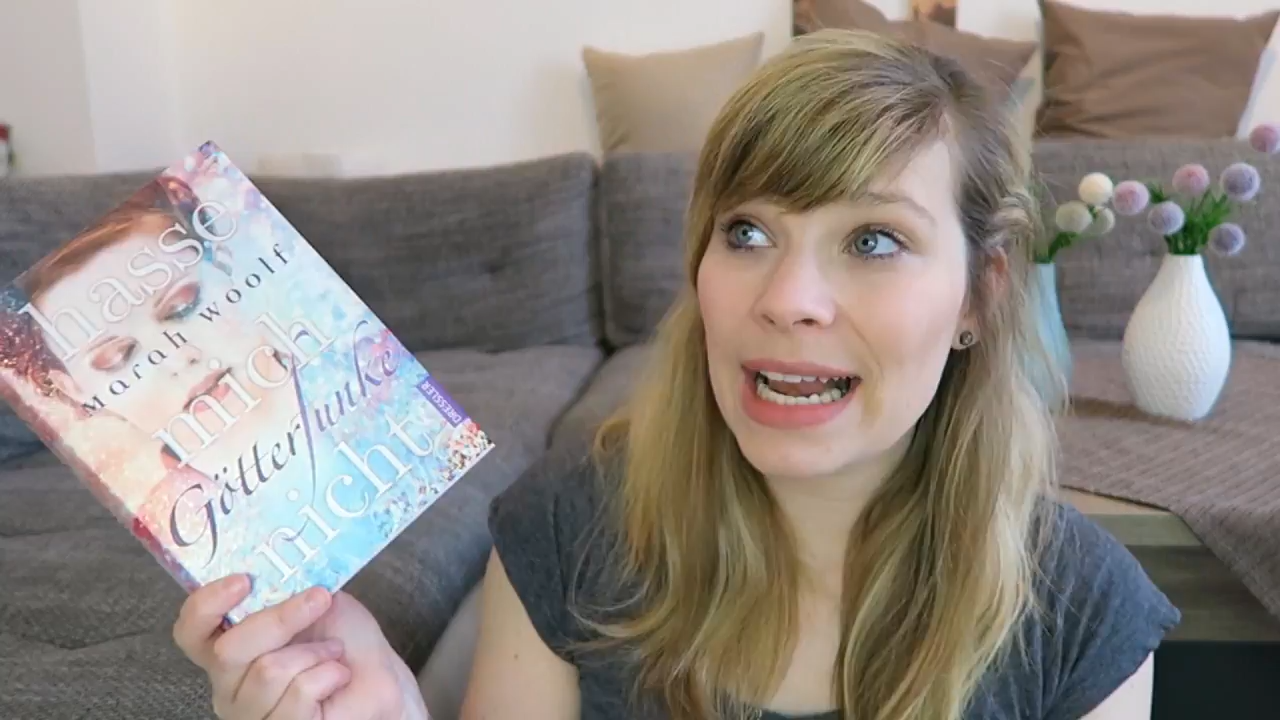 hasse
marah woolf
mich
Götterfunke
nicht
DRESSLER